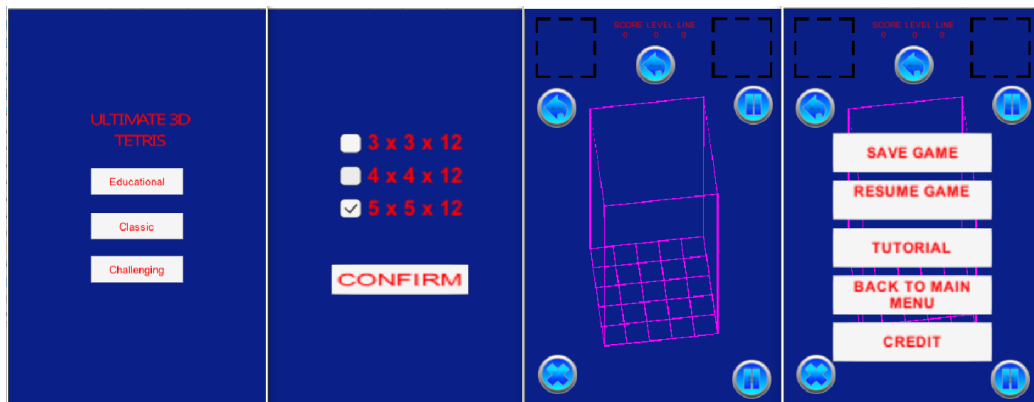 ULTIMATE 3D
TETRIS
Educational
Classic
Challenging
3 x 3 x 12
4 x 4 x 12
5 x 5 x 12
CONFIRM
SCORE LEVEL LINE
0 0 0
SCORE LEVEL LINE
0 0 0
SAVE GAME
RESUME GAME
TUTORIAL
BACK TO MAIN
MENU
CREDIT